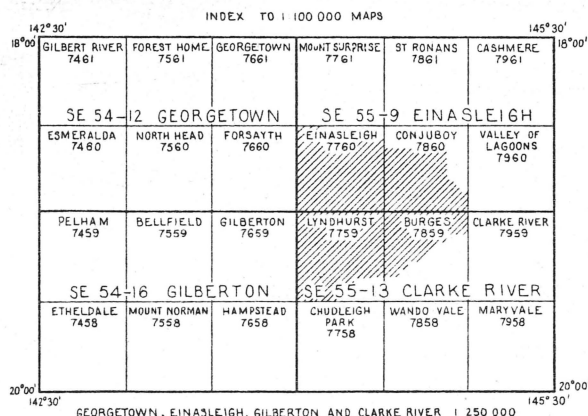 INDEX TO 1:100 000 MAPS
142°30' 145°30'
18°00' 18°00'
GILBERT RIVER FOREST HOME GEORGETOWN MOUNT SURPRISE ST RONANS CASHMERE
7461 7561 7661 7761 7861 7961
SE 54-12 GEORGETOWN SE 55-9 EINASLEIGH
ESMERALDA NORTH HEAD FORSAYTH EINASLEIGH CONJUBOY VALLEY OF
7460 7560 7660 7760 7860 LAGOONS
7960
PELHAM BELLFIELD GILBERTON LYNDHURST BURGES CLARKE RIVER
7459 7559 7659 7759 7859 7959
SE 54-16 GILBERTON SE 55-13 CLARKE RIVER
ETHELDALE MOUNT NORMAN HAMPSTEAD CHUDLEIGH WANDO VALE MARYVALE
7458 7558 7658 PARK 7858 7958
7758
20°00' 20°00'
142°30' 145°30'
GEORGETOWN, EINASLEIGH, GILBERTON AND CLARKE RIVER 1:250 000